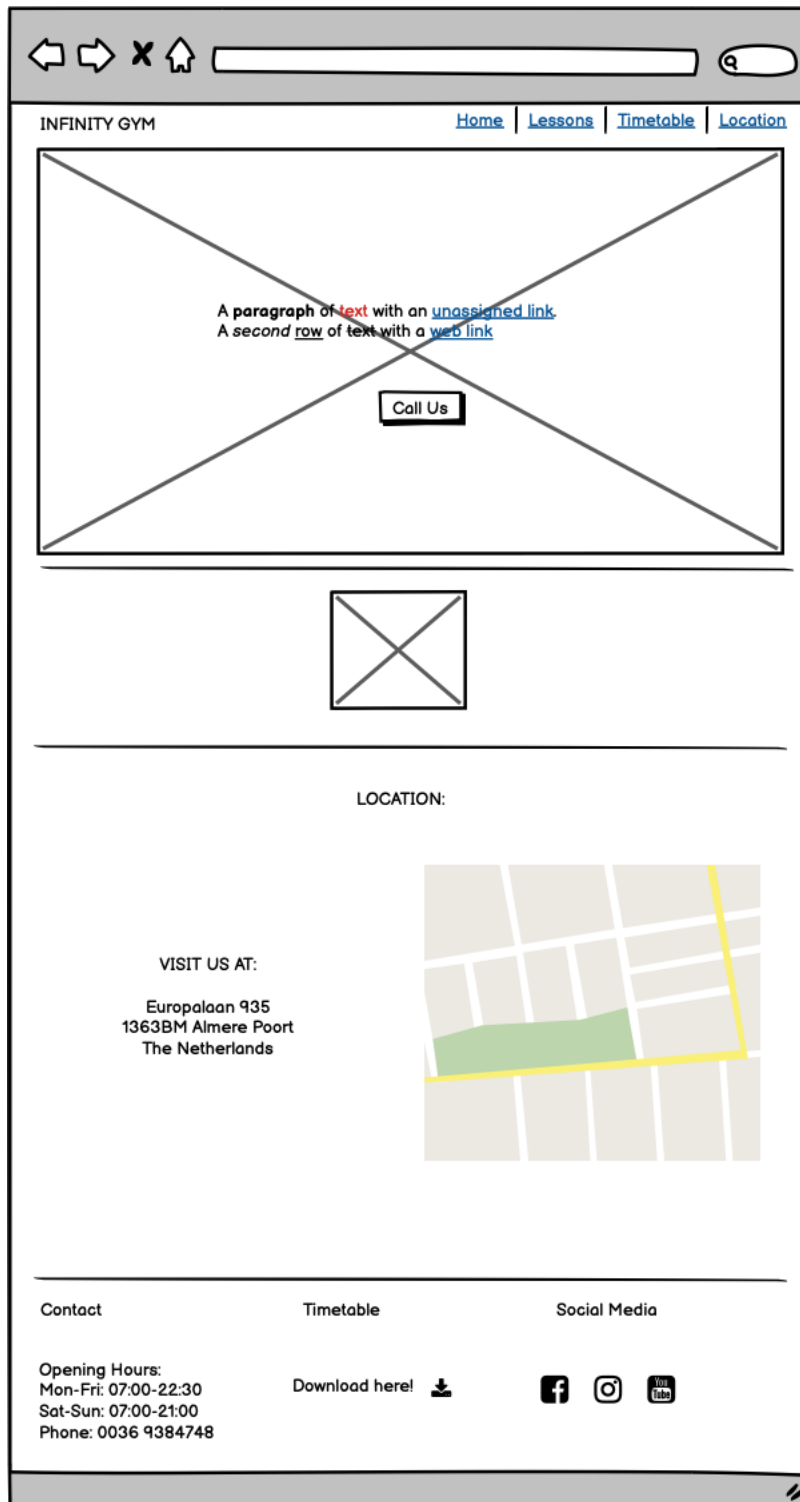 INFINITY GYM
Home Lessons Timetable Location
A paragraph of text with an unassigned link.
A second row of text with a web link
Call Us
LOCATION:
VISIT US AT:
Europalaan 935
1363BM Almere Poort
The Netherlands
Contact
Timetable
Social Media
Opening Hours:
Mon-Fri: 07:00-22:30
Sat-Sun: 07:00-21:00
Phone: 0036 9384748
Download here!
You
Tube